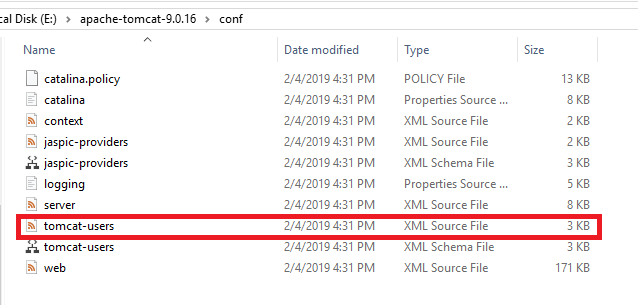 cal Disk (E:) > apache-tomcat-9.0.16 > conf
Name Date modified Type Size
catalina.policy 2/4/2019 4:31 PM POLICY File 13 KB
catalina 2/4/2019 4:31 PM Properties Source ... 8 KB
context 2/4/2019 4:31 PM XML Source File 2 KB
jaspic-providers 2/4/2019 4:31 PM XML Source File 2 KB
jaspic-providers 2/4/2019 4:31 PM XML Schema File 3 KB
logging 2/4/2019 4:31 PM Properties Source ... 5 KB
server 2/4/2019 4:31 PM XML Source File 8 KB
tomcat-users 2/4/2019 4:31 PM XML Source File 3 KB
tomcat-users 2/4/2019 4:31 PM XML Schema File 3 KB
web 2/4/2019 4:31 PM XML Source File 171 KB